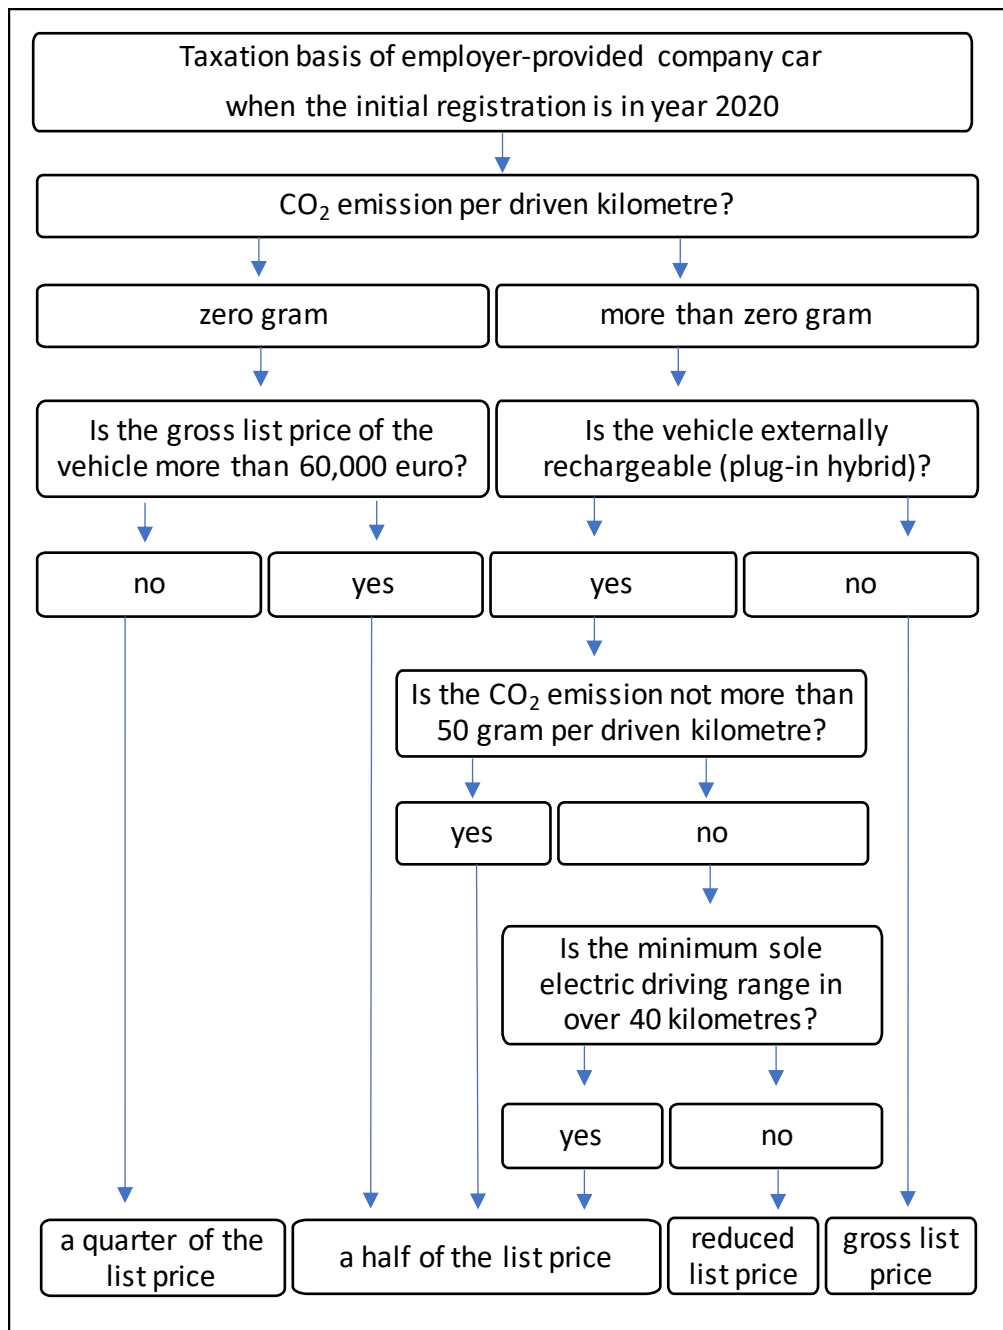 Taxation basis of employer-provided company car
when the initial registration is in year 2020
CO₂ emission per driven kilometre?
zero gram
more than zero gram
Is the gross list price of the
vehicle more than 60,000 euro?
Is the vehicle externally
rechargeable (plug-in hybrid)?
no
yes
yes
no
Is the CO₂ emission not more than
50 gram per driven kilometre?
yes
no
Is the minimum sole
electric driving range in
over 40 kilometres?
yes
no
a quarter of the
list price
a half of the list price
reduced
list price
gross list
price